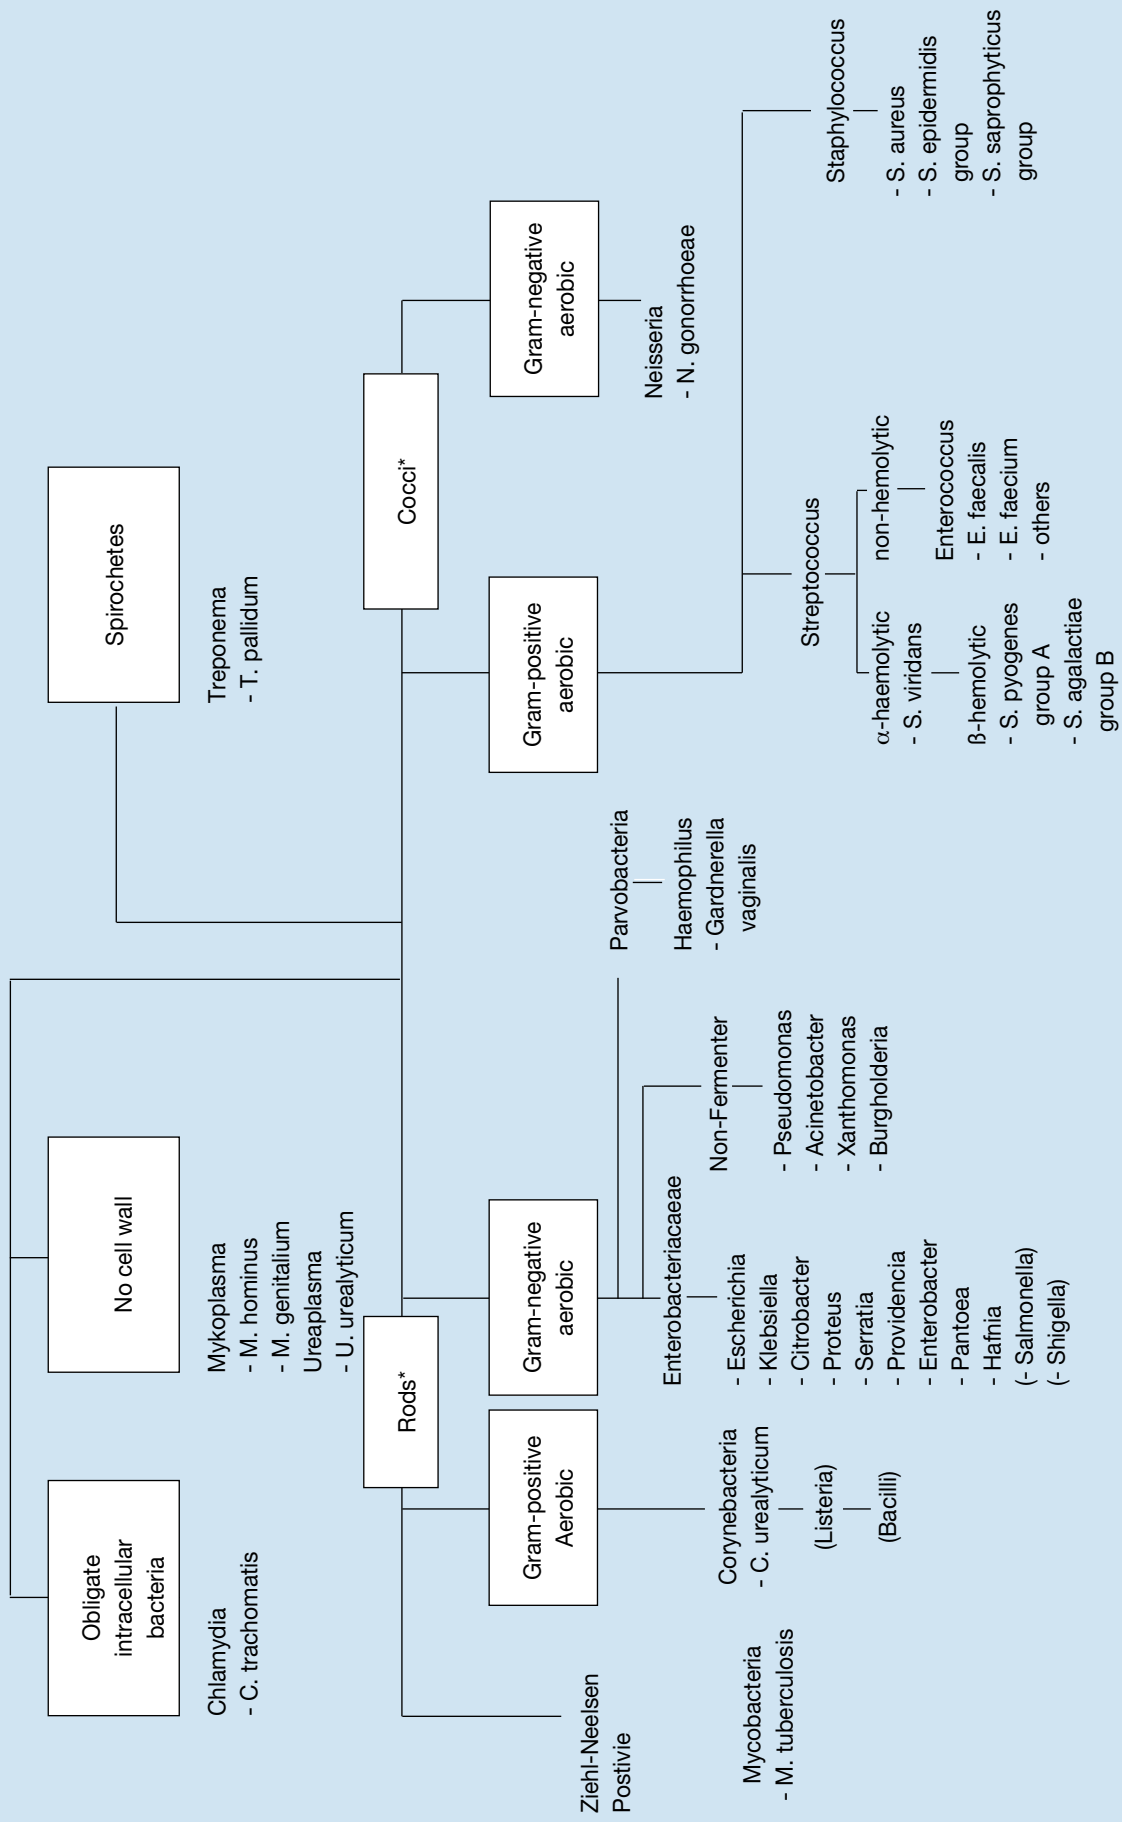 Obligate
intracellular
bacteria
Chlamydia
- C. trachomatis
No cell wall
Mykoplasma
- M. hominus
- M. genitalium
Ureaplasma
- U. urealyticum
Spirochetes
Treponema
- T. pallidum
Rods*
Cocci*
Ziehl-Neelsen
Postivie
Mycobacteria
- M. tuberculosis
Gram-positive
Aerobic
Corynebacteria
- C. urealyticum
(Listeria)
(Bacilli)
Gram-negative
aerobic
Enterobacteriacaeae
- Escherichia
- Klebsiella
- Citrobacter
- Proteus
- Serratia
- Providencia
- Enterobacter
- Pantoea
- Hafnia
(- Salmonella)
(- Shigella)
Non-Fermenter
- Pseudomonas
- Acinetobacter
- Xanthomonas
- Burgholderia
Parvobacteria
Haemophilus
- Gardnerella
vaginalis
Gram-positive
aerobic
Streptococcus
α-haemolytic
- S. viridans
ß-hemolytic
- S. pyogenes
group A
- S. agalactiae
group B
non-hemolytic
Enterococcus
- E. faecalis
- E. faecium
- others
Staphylococcus
- S. aureus
- S. epidermidis
group
- S. saprophyticus
group
Gram-negative
aerobic
Neisseria
- N. gonorrhoeae